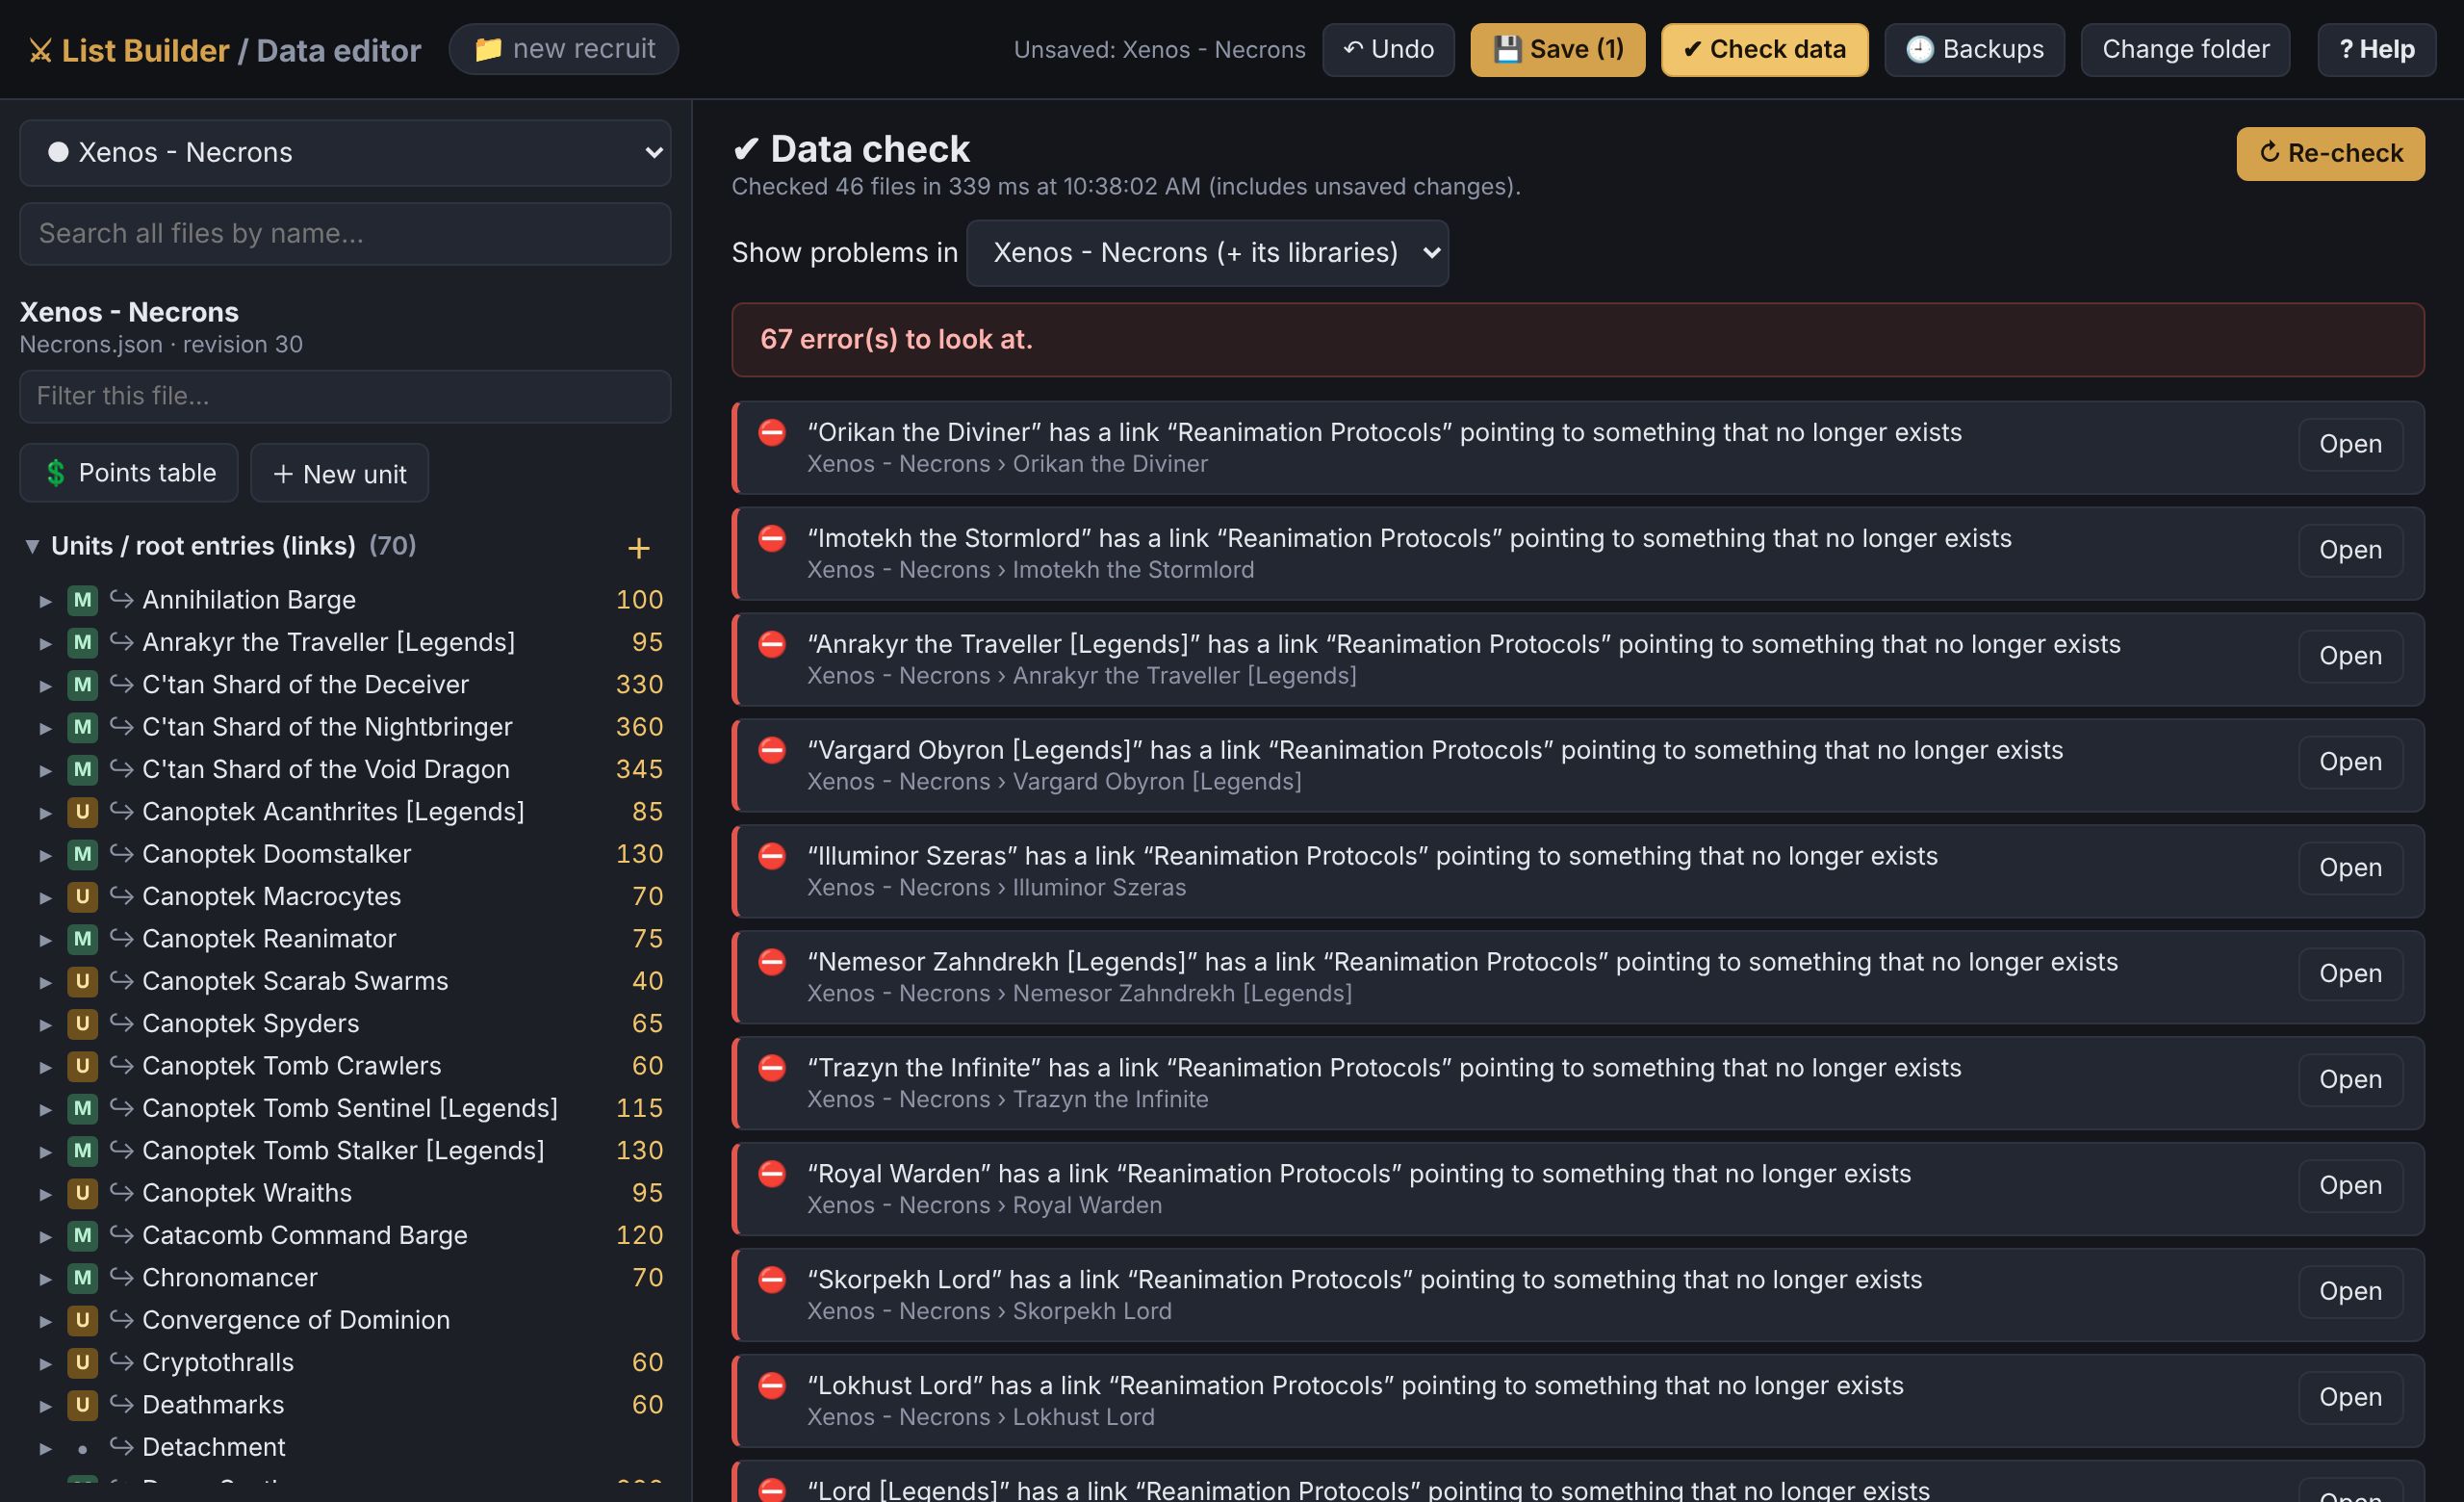 ⚔ List Builder / Data editor
📁 new recruit
Unsaved: Xenos - Necrons
↶ Undo
💾 Save (1)
✔ Check data
🕘 Backups
Change folder
? Help
Xenos - Necrons
Search all files by name...
Xenos - Necrons
Necrons.json · revision 30
Filter this file...
💲 Points table
+ New unit
▼ Units / root entries (links) (70) +
M Annihilation Barge 100
M Anrakyr the Traveller [Legends] 95
M C'tan Shard of the Deceiver 330
M C'tan Shard of the Nightbringer 360
M C'tan Shard of the Void Dragon 345
U Canoptek Acanthrites [Legends] 85
M Canoptek Doomstalker 130
U Canoptek Macrocytes 70
M Canoptek Reanimator 75
U Canoptek Scarab Swarms 40
U Canoptek Spyders 65
U Canoptek Tomb Crawlers 60
M Canoptek Tomb Sentinel [Legends] 115
M Canoptek Tomb Stalker [Legends] 130
U Canoptek Wraiths 95
M Catacomb Command Barge 120
M Chronomancer 70
U Convergence of Dominion
U Cryptothralls 60
U Deathmarks 60
Detachment
✔ Data check
Checked 46 files in 339 ms at 10:38:02 AM (includes unsaved changes).
↻ Re-check
Show problems in Xenos - Necrons (+ its libraries)
67 error(s) to look at.
“Orikan the Diviner” has a link “Reanimation Protocols” pointing to something that no longer exists
Xenos - Necrons › Orikan the Diviner
Open
“Imotekh the Stormlord” has a link “Reanimation Protocols” pointing to something that no longer exists
Xenos - Necrons › Imotekh the Stormlord
Open
“Anrakyr the Traveller [Legends]” has a link “Reanimation Protocols” pointing to something that no longer exists
Xenos - Necrons › Anrakyr the Traveller [Legends]
Open
“Vargard Obyron [Legends]” has a link “Reanimation Protocols” pointing to something that no longer exists
Xenos - Necrons › Vargard Obyron [Legends]
Open
“Illuminor Szeras” has a link “Reanimation Protocols” pointing to something that no longer exists
Xenos - Necrons › Illuminor Szeras
Open
“Nemesor Zahndrekh [Legends]” has a link “Reanimation Protocols” pointing to something that no longer exists
Xenos - Necrons › Nemesor Zahndrekh [Legends]
Open
“Trazyn the Infinite” has a link “Reanimation Protocols” pointing to something that no longer exists
Xenos - Necrons › Trazyn the Infinite
Open
“Royal Warden” has a link “Reanimation Protocols” pointing to something that no longer exists
Xenos - Necrons › Royal Warden
Open
“Skorpekh Lord” has a link “Reanimation Protocols” pointing to something that no longer exists
Xenos - Necrons › Skorpekh Lord
Open
“Lokhust Lord” has a link “Reanimation Protocols” pointing to something that no longer exists
Xenos - Necrons › Lokhust Lord
Open
“Lord [Legends]” has a link “Reanimation Protocols” pointing to something that no longer exists
Open